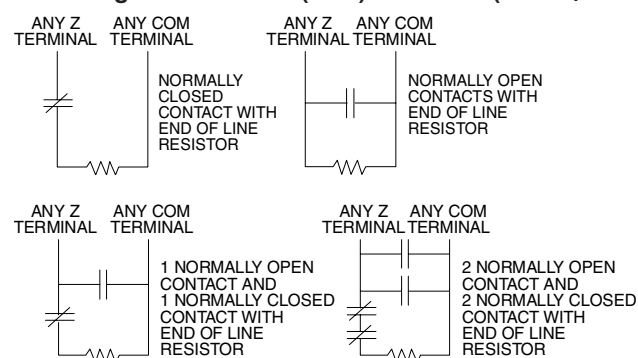 ANY Z ANY COM
TERMINAL TERMINAL
NORMALLY
CLOSED
CONTACT WITH
END OF LINE
RESISTOR
ANY Z ANY COM
TERMINAL TERMINAL
NORMALLY OPEN
CONTACTS WITH
END OF LINE
RESISTOR
ANY Z ANY COM
TERMINAL TERMINAL
1 NORMALLY OPEN
CONTACT AND
1 NORMALLY CLOSED
CONTACT WITH
END OF LINE
RESISTOR
ANY Z ANY COM
TERMINAL TERMINAL
2 NORMALLY OPEN
CONTACT AND
2 NORMALLY CLOSED
CONTACT WITH
END OF LINE
RESISTOR